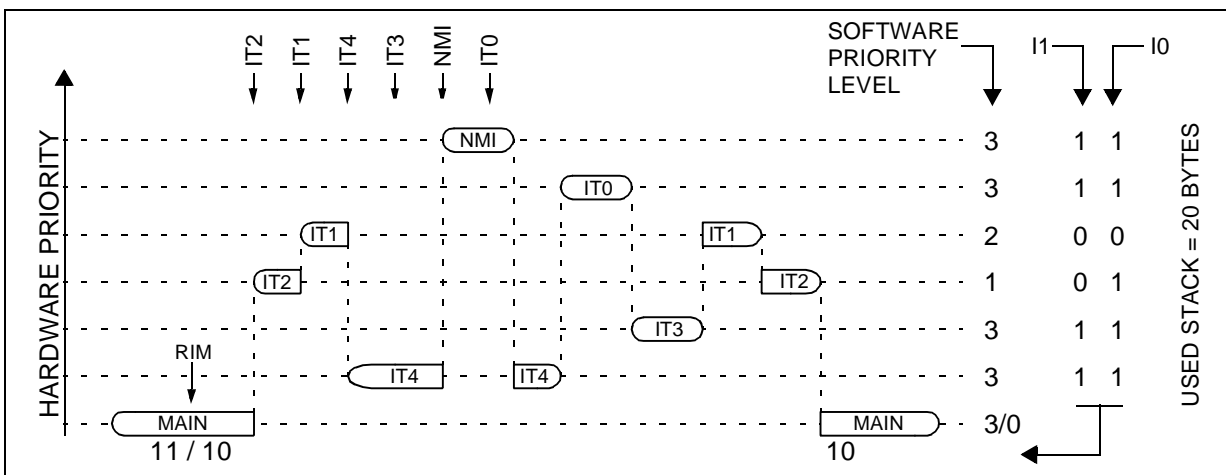 IT2
IT1
IT4
IT3
NMI
IT0
SOFTWARE
PRIORITY
LEVEL
I1
I0
HARDWARE PRIORITY
NMI
3
1 1
IT0
3
1 1
IT1
IT1
2
0 0
IT2
IT2
1
0 1
IT3
3
1 1
RIM
IT4
IT4
3
1 1
MAIN
MAIN
3/0
11 / 10
10
USED STACK = 20 BYTES